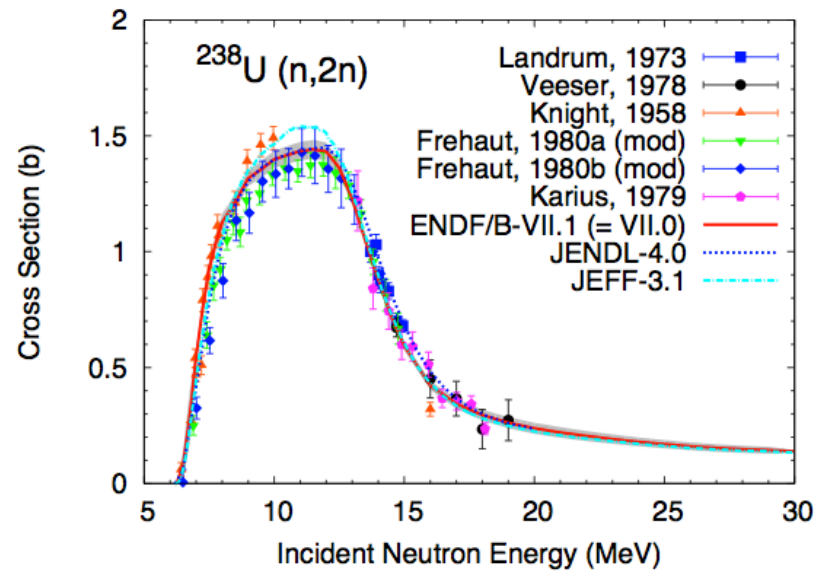 2
²³⁸U (n,2n)
Landrum, 1973
Veeser, 1978
Knight, 1958
Frehaut, 1980a (mod)
Frehaut, 1980b (mod)
Karius, 1979
ENDF/B-VII.1 (= VII.0)
JENDL-4.0
JEFF-3.1
1.5
1
0.5
0
Cross Section (b)
5 10 15 20 25 30
Incident Neutron Energy (MeV)